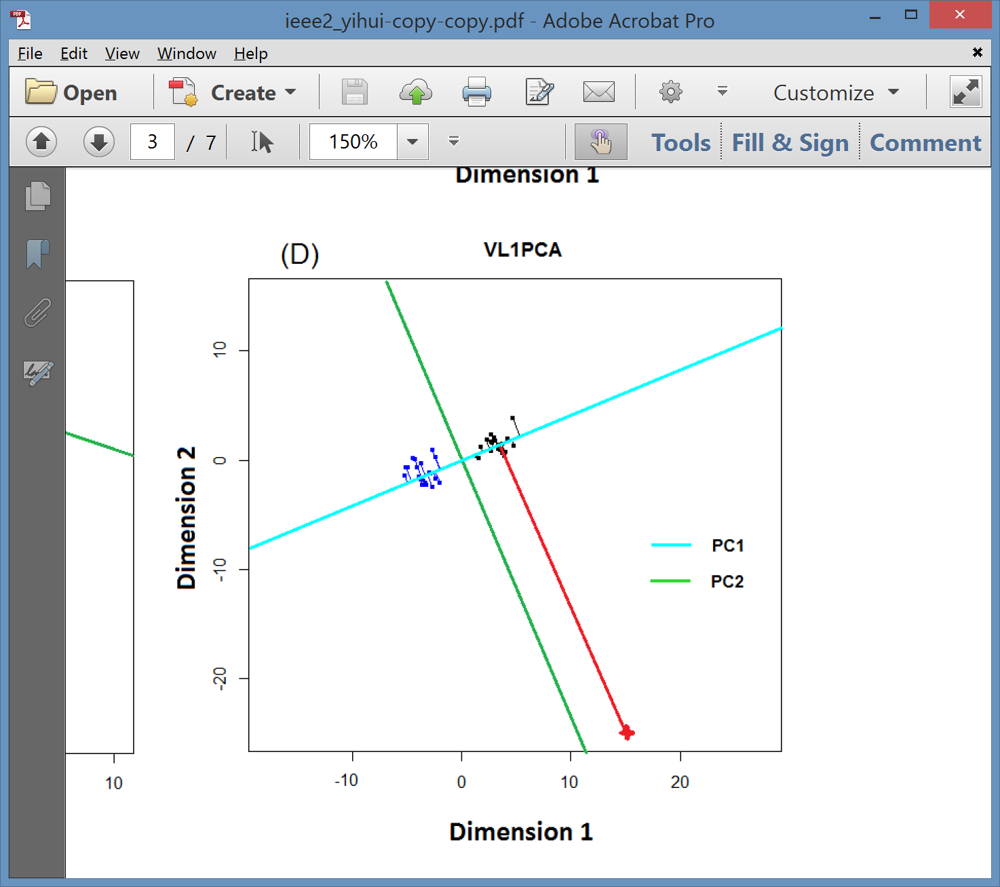 ieee2_yihui-copy-copy.pdf - Adobe Acrobat Pro
File Edit View Window Help
Open Create Customize
3 / 7 150% Tools Fill & Sign Comment
Dimension 1
(D) VL1PCA
10
0
-10
-20
Dimension 2
PC1
PC2
10
-10 0 10 20
Dimension 1